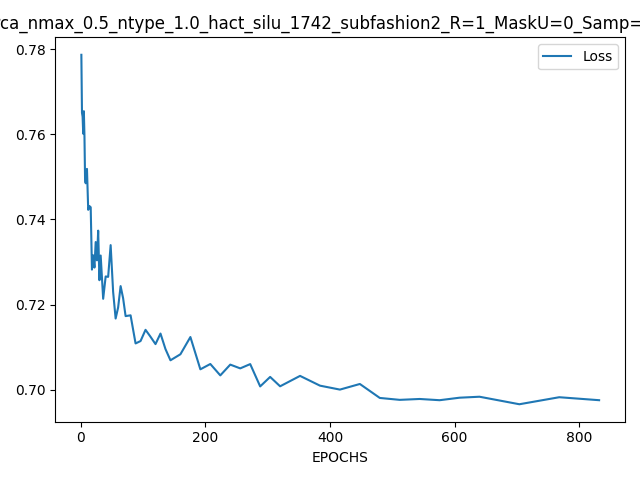 rca_nmax_0.5_ntype_1.0_hact_silu_1742_subfashion2_R=1_MaskU=0_Samp=
Loss
0.78
0.76
0.74
0.72
0.70
0 200 400 600 800
EPOCHS